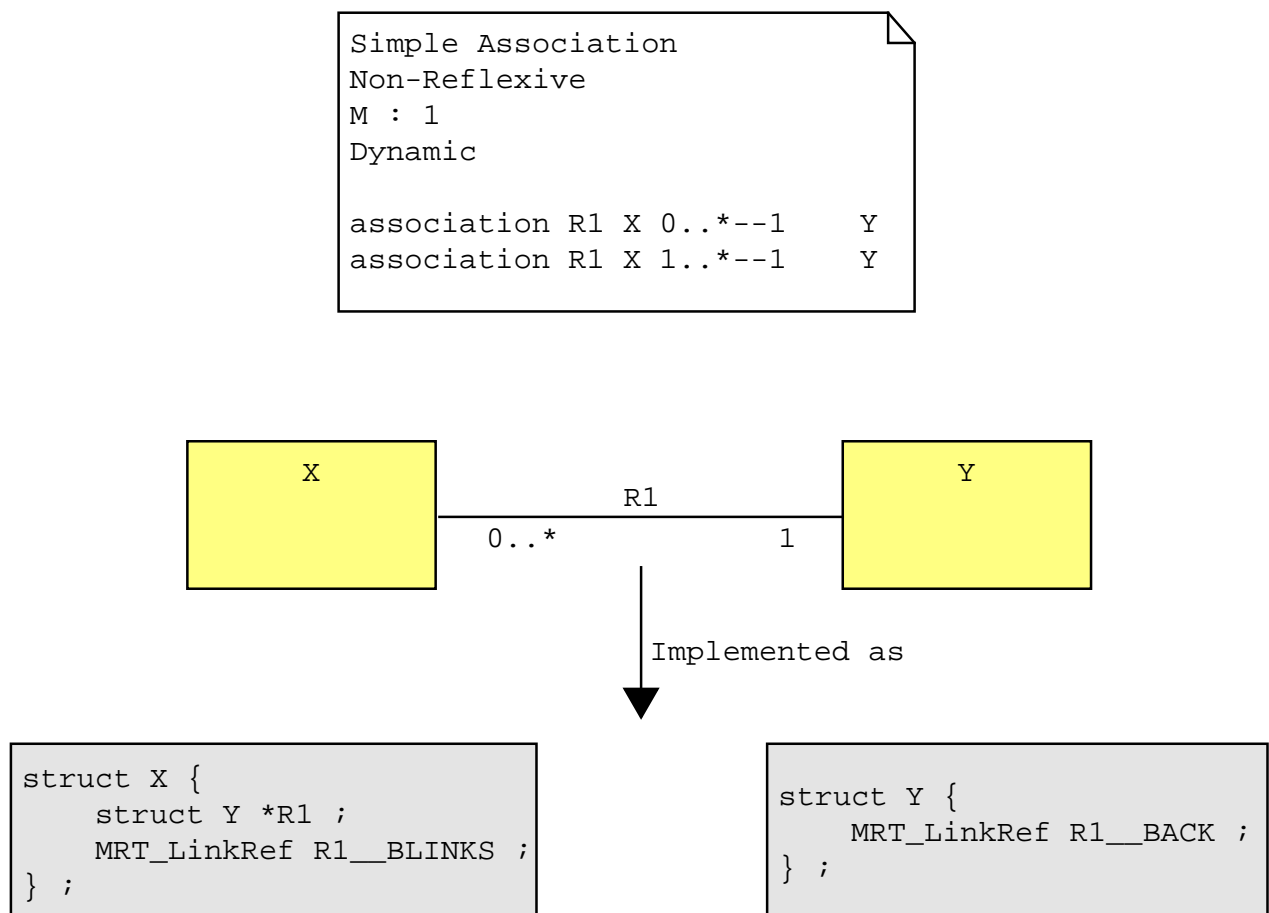 Simple Association
Non-Reflexive
M : 1
Dynamic
association R1 X 0..*--1    Y
association R1 X 1..*--1    Y
X
R1
Y
0..*
1
Implemented as
struct X {
    struct Y *R1 ;
    MRT_LinkRef R1__BLINKS ;
} ;
struct Y {
    MRT_LinkRef R1__BACK ;
} ;